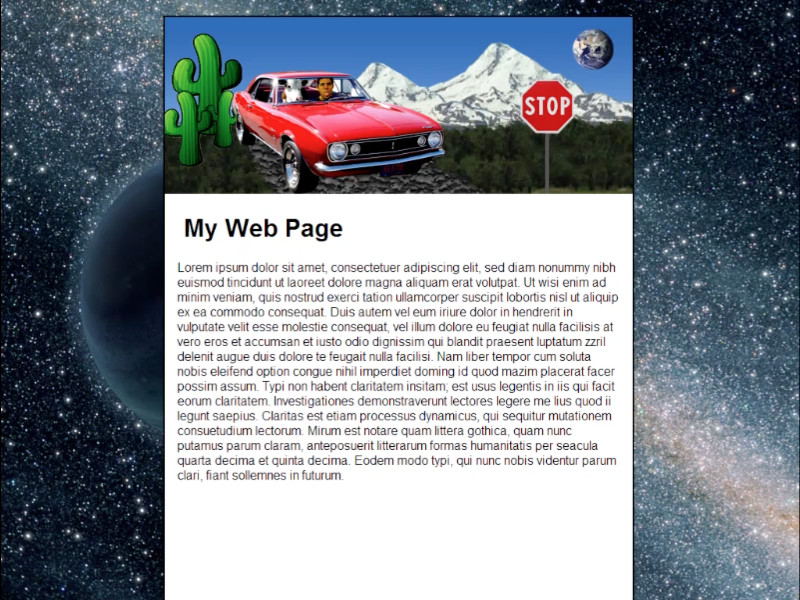 STOP
My Web Page
Lorem ipsum dolor sit amet, consectetuer adipiscing elit, sed diam nonummy nibh
euismod tincidunt ut laoreet dolore magna aliquam erat volutpat. Ut wisi enim ad
minim veniam, quis nostrud exerci tation ullamcorper suscipit lobortis nisl ut aliquip
ex ea commodo consequat. Duis autem vel eum iriure dolor in hendrerit in
vulputate velit esse molestie consequat, vel illum dolore eu feugiat nulla facilisis at
vero eros et accumsan et iusto odio dignissim qui blandit praesent luptatum zzril
delenit augue duis dolore te feugait nulla facilisi. Nam liber tempor cum soluta
nobis eleifend option congue nihil imperdiet doming id quod mazim placerat facer
possim assum. Typi non habent claritatem insitam; est usus legentis in iis qui facit
eorum claritatem. Investigationes demonstraverunt lectores legere me lius quod ii
legunt saepius. Claritas est etiam processus dynamicus, qui sequitur mutationem
consuetudium lectorum. Mirum est notare quam littera gothica, quam nunc
putamus parum claram, anteposuerit litterarum formas humanitatis per seacula
quarta decima et quinta decima. Eodem modo typi, qui nunc nobis videntur parum
clari, fiant sollemnes in futurum.